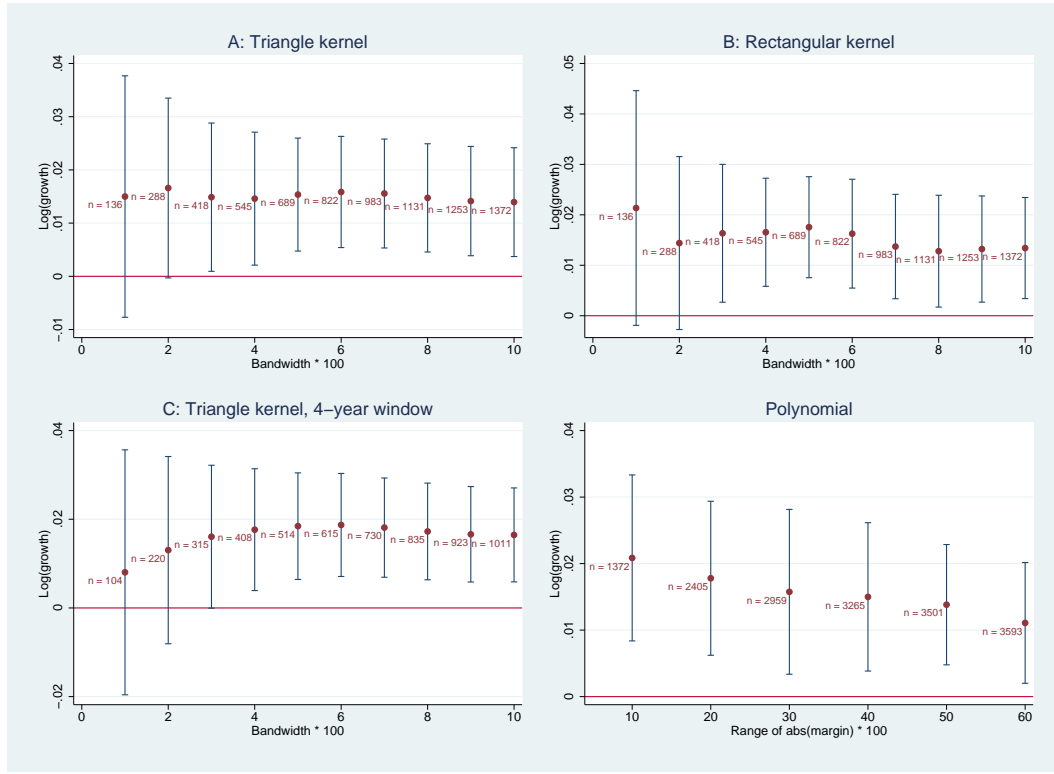 A: Triangle kernel
Log(growth)
.04
.03
.02
.01
0
−.01
n = 136
n = 288
n = 418
n = 545
n = 689
n = 822
n = 983
n = 1131
n = 1253
n = 1372
0 2 4 6 8 10
Bandwidth * 100
B: Rectangular kernel
Log(growth)
.05
.04
.03
.02
.01
0
n = 136
n = 288
n = 418
n = 545
n = 689
n = 822
n = 983
n = 1131
n = 1253
n = 1372
0 2 4 6 8 10
Bandwidth * 100
C: Triangle kernel, 4−year window
Log(growth)
.04
.02
0
−.02
n = 104
n = 220
n = 315
n = 408
n = 514
n = 615
n = 730
n = 835
n = 923
n = 1011
0 2 4 6 8 10
Bandwidth * 100
Polynomial
Log(growth)
.04
.03
.02
.01
0
n = 1372
n = 2405
n = 2959
n = 3265
n = 3501
n = 3593
10 20 30 40 50 60
Range of abs(margin) * 100